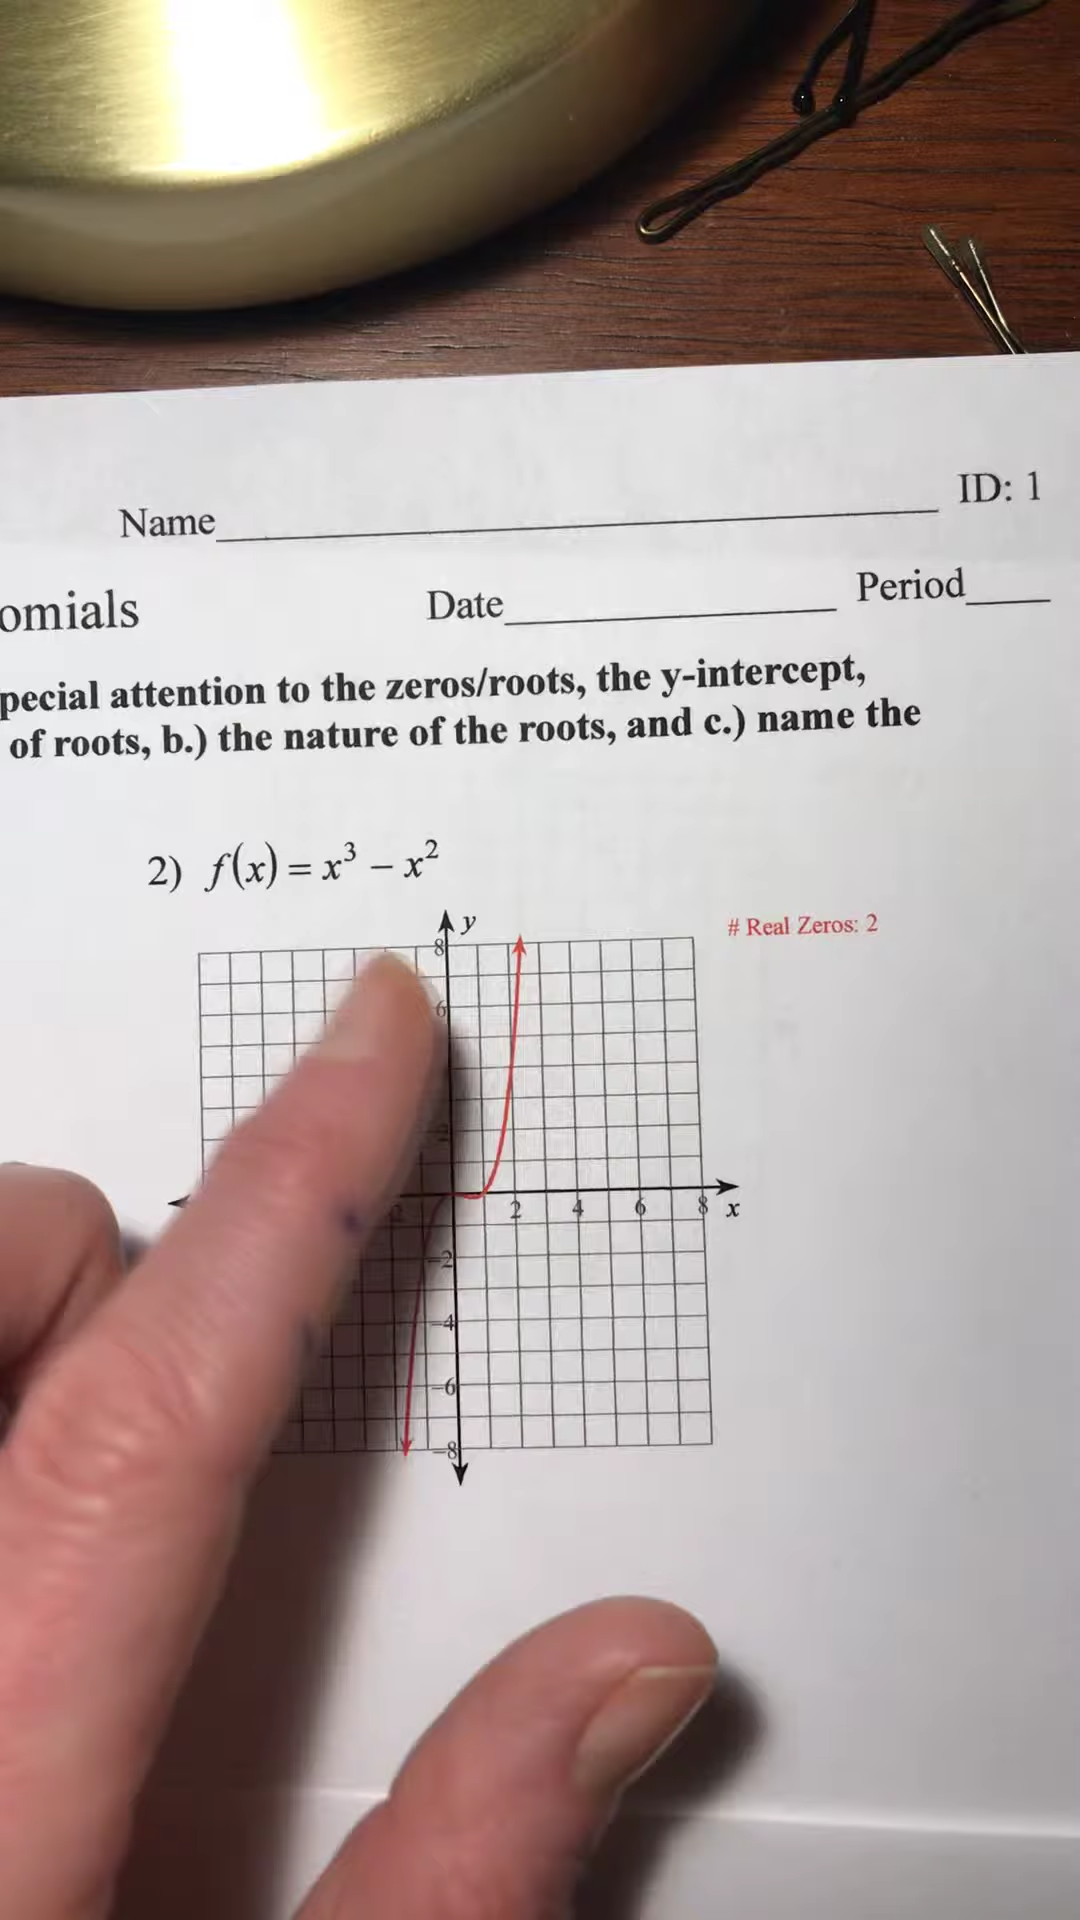 ID: 1
Name
omials Date Period
pecial attention to the zeros/roots, the y-intercept,
of roots, b.) the nature of the roots, and c.) name the
2) f(x) = x³ – x²
# Real Zeros: 2
y
8
6
2 4 6 8 x
−2
−4
−6
−8